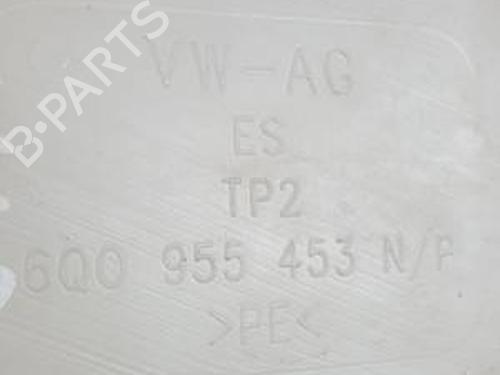 B-PARTS
VW-AG
ES
TP2
6Q0 955 453 N/P
>PE<